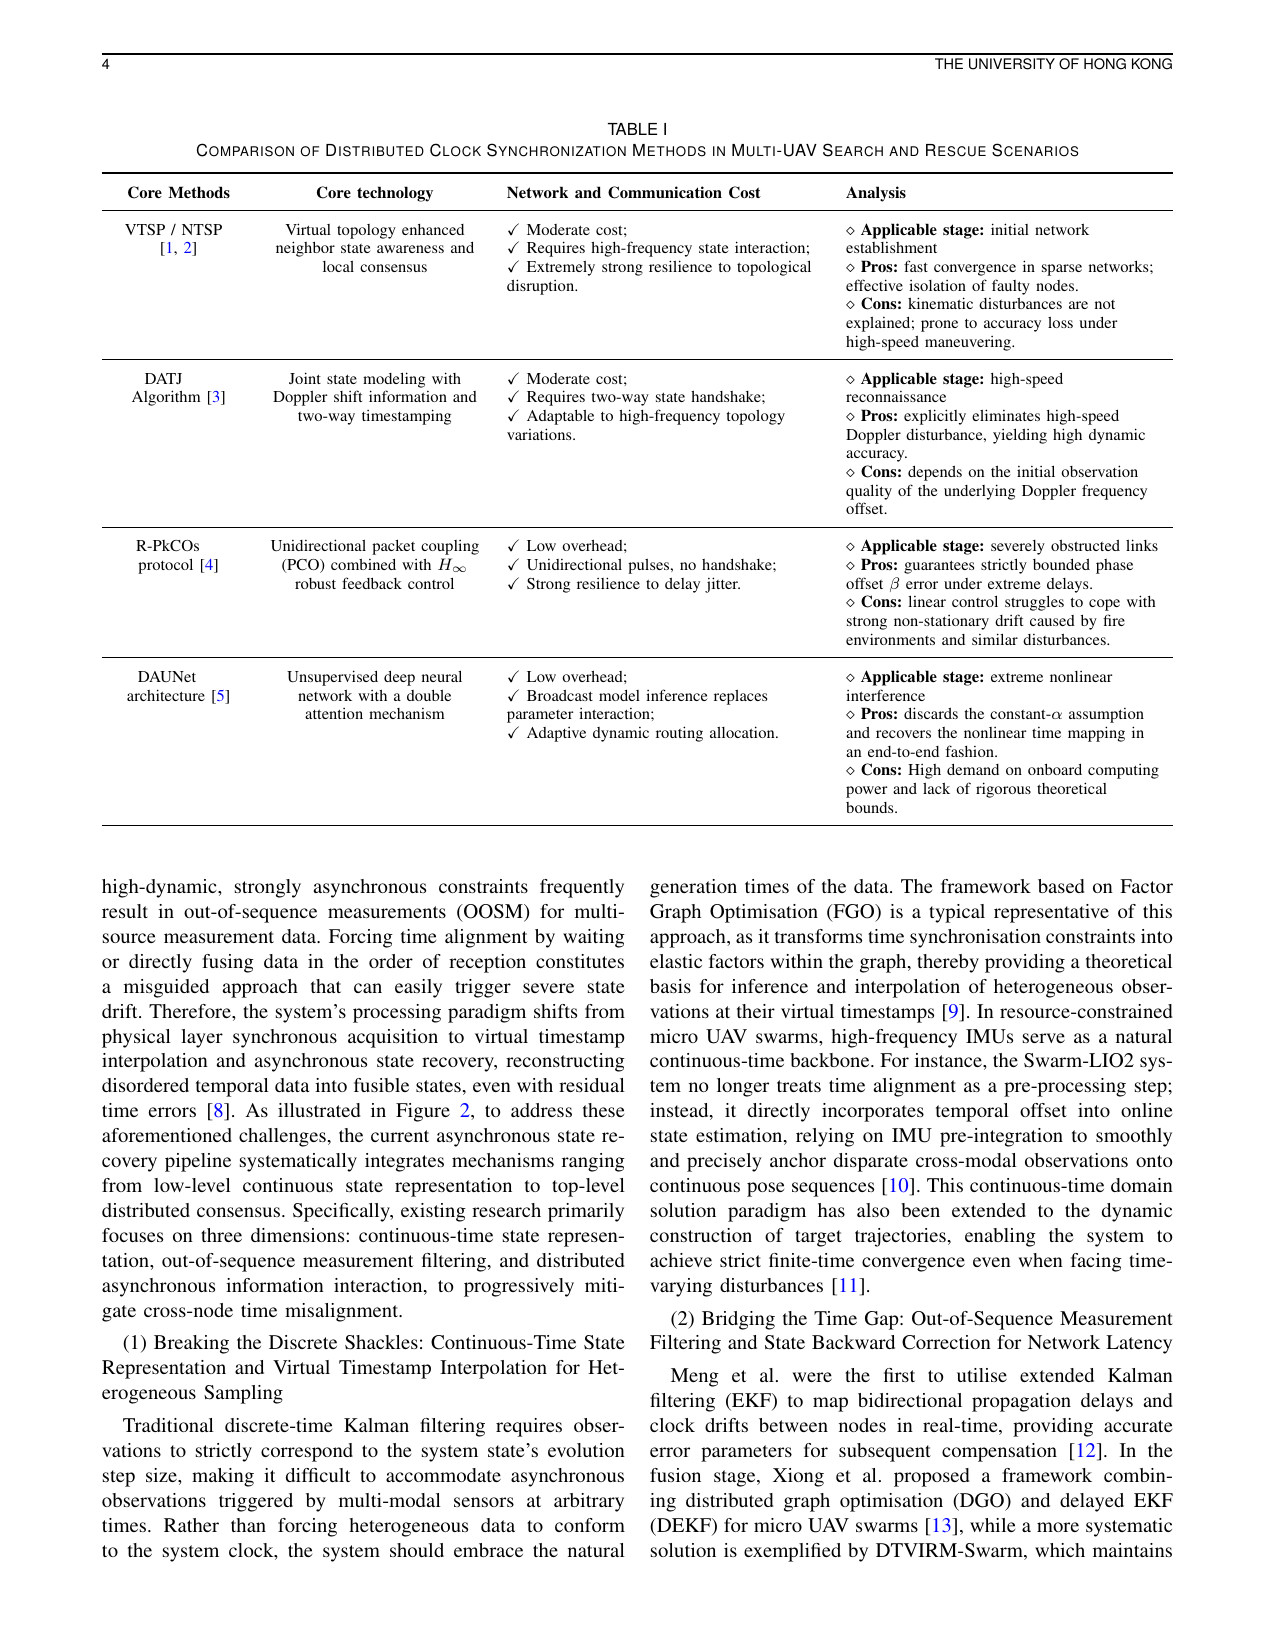 4
THE UNIVERSITY OF HONG KONG
TABLE I
COMPARISON OF DISTRIBUTED CLOCK SYNCHRONIZATION METHODS IN MULTI-UAV SEARCH AND RESCUE SCENARIOS
Core Methods
Core technology
Network and Communication Cost
Analysis
VTSP / NTSP
[1, 2]
Virtual topology enhanced
neighbor state awareness and
local consensus
✓ Moderate cost;
✓ Requires high-frequency state interaction;
✓ Extremely strong resilience to topological
disruption.
⋄ Applicable stage: initial network
establishment
⋄ Pros: fast convergence in sparse networks;
effective isolation of faulty nodes.
⋄ Cons: kinematic disturbances are not
explained; prone to accuracy loss under
high-speed maneuvering.
DATJ
Algorithm [3]
Joint state modeling with
Doppler shift information and
two-way timestamping
✓ Moderate cost;
✓ Requires two-way state handshake;
✓ Adaptable to high-frequency topology
variations.
⋄ Applicable stage: high-speed
reconnaissance
⋄ Pros: explicitly eliminates high-speed
Doppler disturbance, yielding high dynamic
accuracy.
⋄ Cons: depends on the initial observation
quality of the underlying Doppler frequency
offset.
R-PkCOs
protocol [4]
Unidirectional packet coupling
(PCO) combined with H∞
robust feedback control
✓ Low overhead;
✓ Unidirectional pulses, no handshake;
✓ Strong resilience to delay jitter.
⋄ Applicable stage: severely obstructed links
⋄ Pros: guarantees strictly bounded phase
offset β error under extreme delays.
⋄ Cons: linear control struggles to cope with
strong non-stationary drift caused by fire
environments and similar disturbances.
DAUNet
architecture [5]
Unsupervised deep neural
network with a double
attention mechanism
✓ Low overhead;
✓ Broadcast model inference replaces
parameter interaction;
✓ Adaptive dynamic routing allocation.
⋄ Applicable stage: extreme nonlinear
interference
⋄ Pros: discards the constant-α assumption
and recovers the nonlinear time mapping in
an end-to-end fashion.
⋄ Cons: High demand on onboard computing
power and lack of rigorous theoretical
bounds.
high-dynamic, strongly asynchronous constraints frequently
result in out-of-sequence measurements (OOSM) for multi-
source measurement data. Forcing time alignment by waiting
or directly fusing data in the order of reception constitutes
a misguided approach that can easily trigger severe state
drift. Therefore, the system's processing paradigm shifts from
physical layer synchronous acquisition to virtual timestamp
interpolation and asynchronous state recovery, reconstructing
disordered temporal data into fusible states, even with residual
time errors [8]. As illustrated in Figure 2, to address these
aforementioned challenges, the current asynchronous state re-
covery pipeline systematically integrates mechanisms ranging
from low-level continuous state representation to top-level
distributed consensus. Specifically, existing research primarily
focuses on three dimensions: continuous-time state represen-
tation, out-of-sequence measurement filtering, and distributed
asynchronous information interaction, to progressively miti-
gate cross-node time misalignment.
(1) Breaking the Discrete Shackles: Continuous-Time State
Representation and Virtual Timestamp Interpolation for Het-
erogeneous Sampling
Traditional discrete-time Kalman filtering requires obser-
vations to strictly correspond to the system state's evolution
step size, making it difficult to accommodate asynchronous
observations triggered by multi-modal sensors at arbitrary
times. Rather than forcing heterogeneous data to conform
to the system clock, the system should embrace the natural
generation times of the data. The framework based on Factor
Graph Optimisation (FGO) is a typical representative of this
approach, as it transforms time synchronisation constraints into
elastic factors within the graph, thereby providing a theoretical
basis for inference and interpolation of heterogeneous obser-
vations at their virtual timestamps [9]. In resource-constrained
micro UAV swarms, high-frequency IMUs serve as a natural
continuous-time backbone. For instance, the Swarm-LIO2 sys-
tem no longer treats time alignment as a pre-processing step;
instead, it directly incorporates temporal offset into online
state estimation, relying on IMU pre-integration to smoothly
and precisely anchor disparate cross-modal observations onto
continuous pose sequences [10]. This continuous-time domain
solution paradigm has also been extended to the dynamic
construction of target trajectories, enabling the system to
achieve strict finite-time convergence even when facing time-
varying disturbances [11].
(2) Bridging the Time Gap: Out-of-Sequence Measurement
Filtering and State Backward Correction for Network Latency
Meng et al. were the first to utilise extended Kalman
filtering (EKF) to map bidirectional propagation delays and
clock drifts between nodes in real-time, providing accurate
error parameters for subsequent compensation [12]. In the
fusion stage, Xiong et al. proposed a framework combin-
ing distributed graph optimisation (DGO) and delayed EKF
(DEKF) for micro UAV swarms [13], while a more systematic
solution is exemplified by DTVIRM-Swarm, which maintains